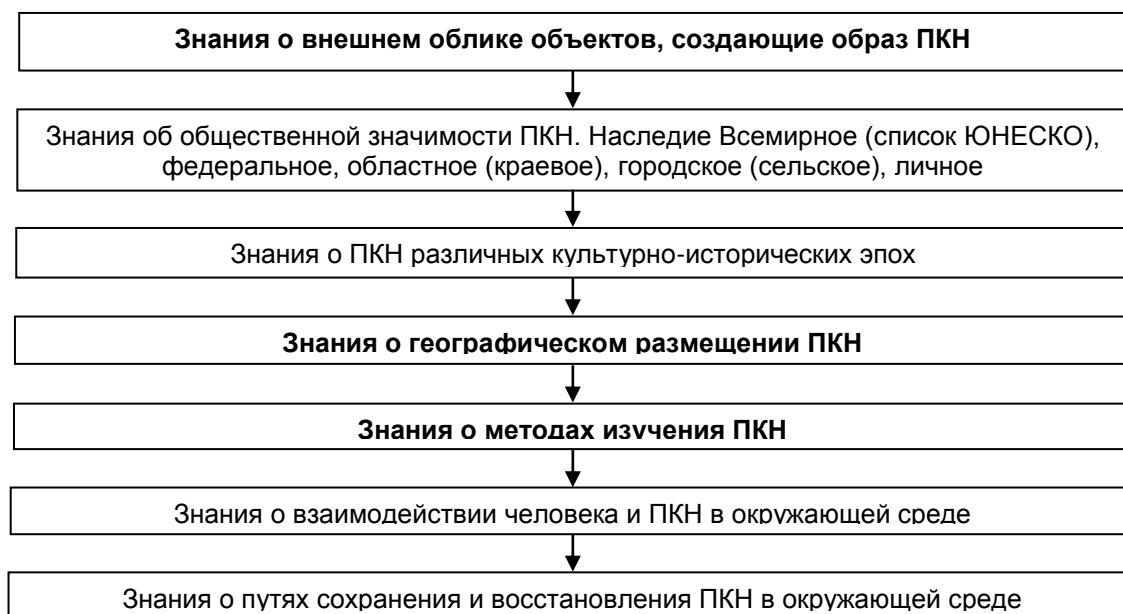 Знания о внешнем облике объектов, создающие образ ПКН
Знания об общественной значимости ПКН. Наследие Всемирное (список ЮНЕСКО),
федеральное, областное (краевое), городское (сельское), личное
Знания о ПКН различных культурно-исторических эпох
Знания о географическом размещении ПКН
Знания о методах изучения ПКН
Знания о взаимодействии человека и ПКН в окружающей среде
Знания о путях сохранения и восстановления ПКН в окружающей среде